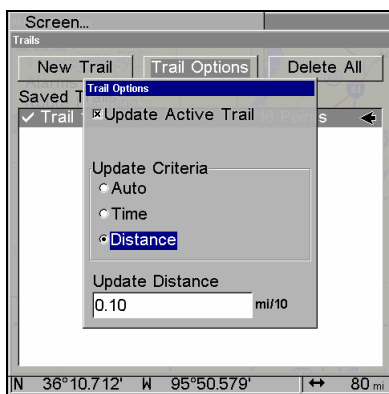 Screen...
Trails
New Trail Trail Options Delete All
Saved T
Trail Options
✓ Trail
s
Update Active Trail
Update Criteria
Auto
Time
Distance
Update Distance
0.10 mi/10
N 36°10.712' W 95°50.579' ↔ 80 mi